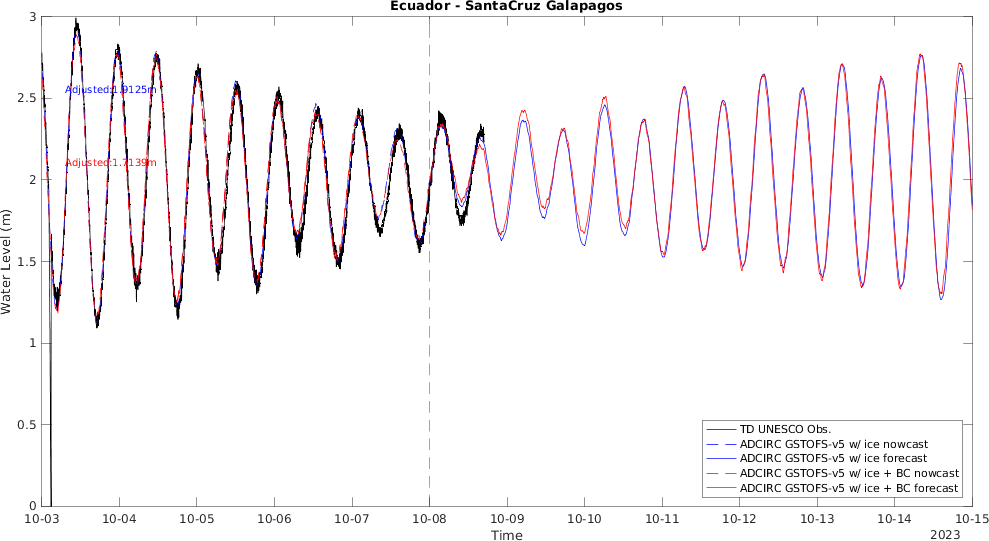 Ecuador - SantaCruz Galapagos
3
2.5
2
1.5
1
0.5
0
Water Level (m)
Adjusted:1.9125m
Adjusted:1.7139m
TD UNESCO Obs.
ADCIRC GSTOFS-v5 w/ ice nowcast
ADCIRC GSTOFS-v5 w/ ice forecast
ADCIRC GSTOFS-v5 w/ ice + BC nowcast
ADCIRC GSTOFS-v5 w/ ice + BC forecast
10-03 10-04 10-05 10-06 10-07 10-08 10-09 10-10 10-11 10-12 10-13 10-14 10-15
Time
2023